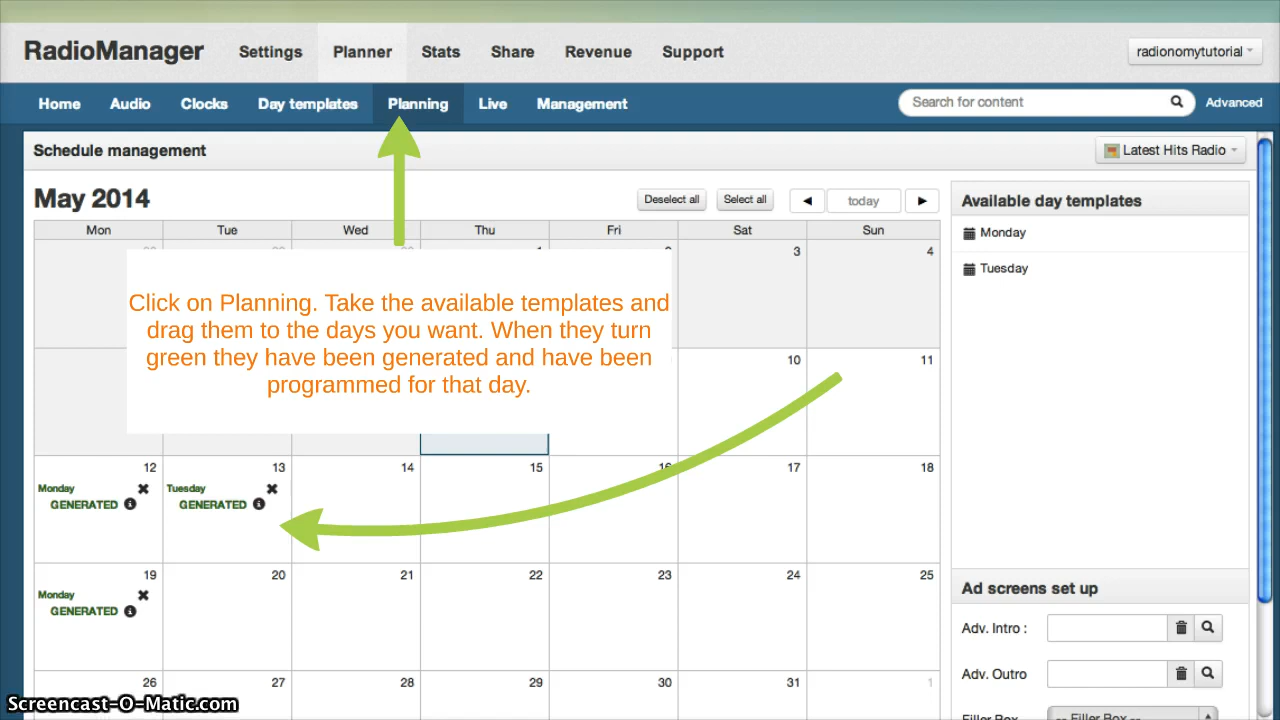 RadioManager Settings Planner Stats Share Revenue Support radionomytutorial
Home Audio Clocks Day templates Planning Live Management Search for content Advanced
Schedule management Latest Hits Radio
May 2014 Deselect all Select all today
Mon Tue Wed Thu Fri Sat Sun
3 4
Click on Planning. Take the available templates and
drag them to the days you want. When they turn
green they have been generated and have been
programmed for that day.
10 11
12 13 14 15 16 17 18
Monday Tuesday
GENERATED GENERATED
19 20 21 22 23 24 25
Monday
GENERATED
26 27 28 29 30 31 1
Available day templates
Monday
Tuesday
Ad screens set up
Adv. Intro :
Adv. Outro
Filler Box -- Filler Box --
Screencast-O-Matic.com